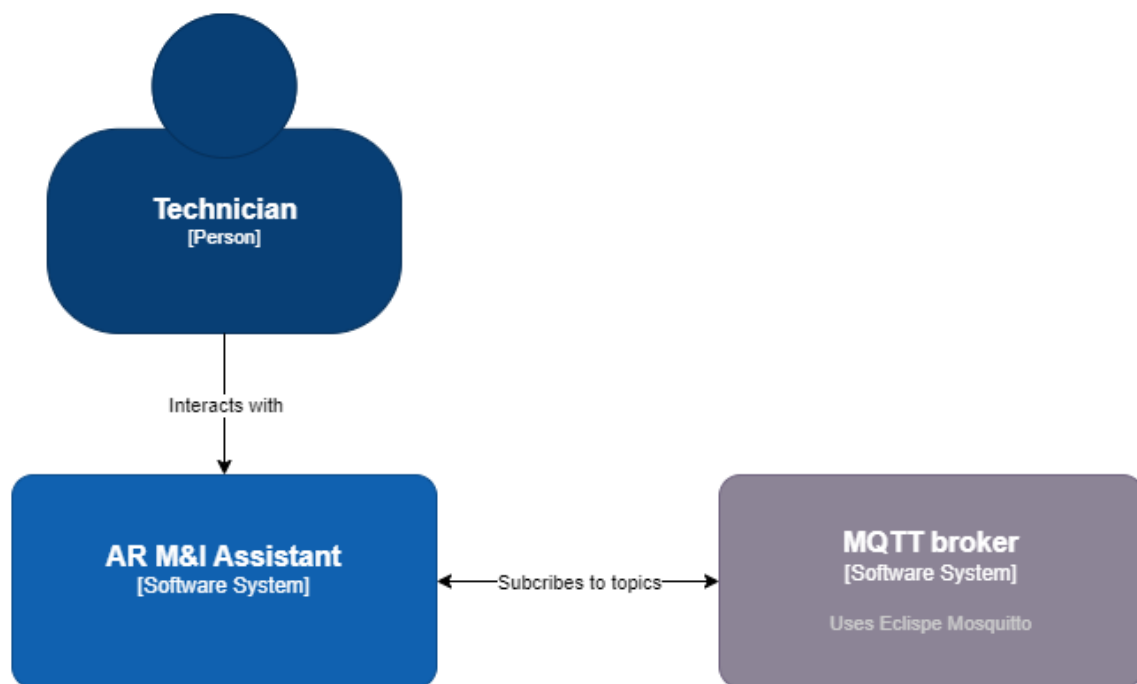 Technician
[Person]
Interacts with
AR M&I Assistant
[Software System]
Subcribes to topics
MQTT broker
[Software System]
Uses Eclispe Mosquitto